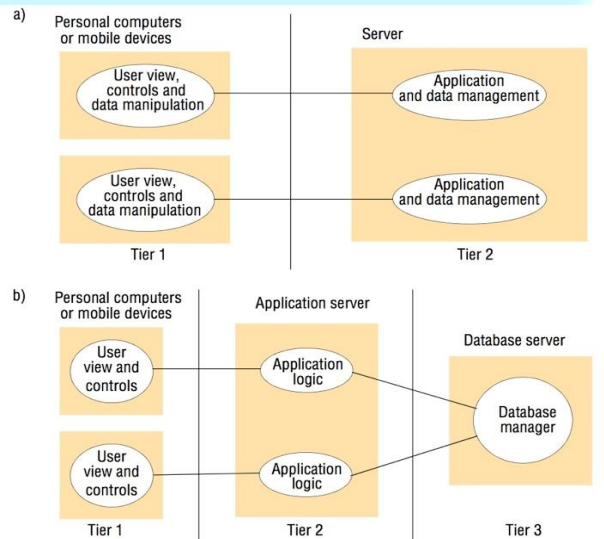 a)
Personal computers
or mobile devices
Server
User view,
controls and
data manipulation
Application
and data management
User view,
controls and
data manipulation
Application
and data management
Tier 1
Tier 2
b)
Personal computers
or mobile devices
Application server
Database server
User
view and
controls
Application
logic
Database
manager
User
view and
controls
Application
logic
Tier 1
Tier 2
Tier 3